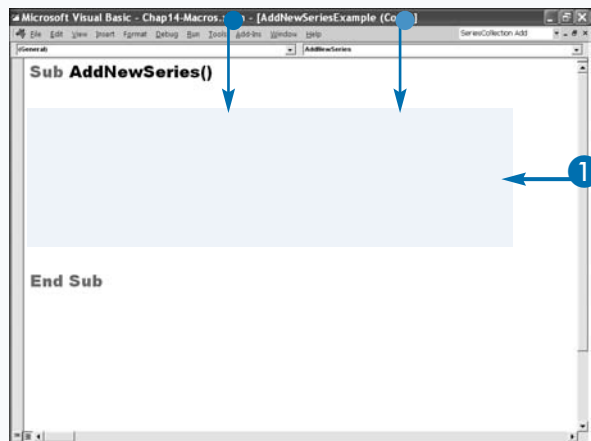 Microsoft Visual Basic - Chap14-Macros. - [AddNewSeriesExample (Co ]
File Edit View Insert Format Debug Run Tools Add-Ins Window Help SeriesCollection Add
(General) AddNewSeries
Sub AddNewSeries()
1
End Sub